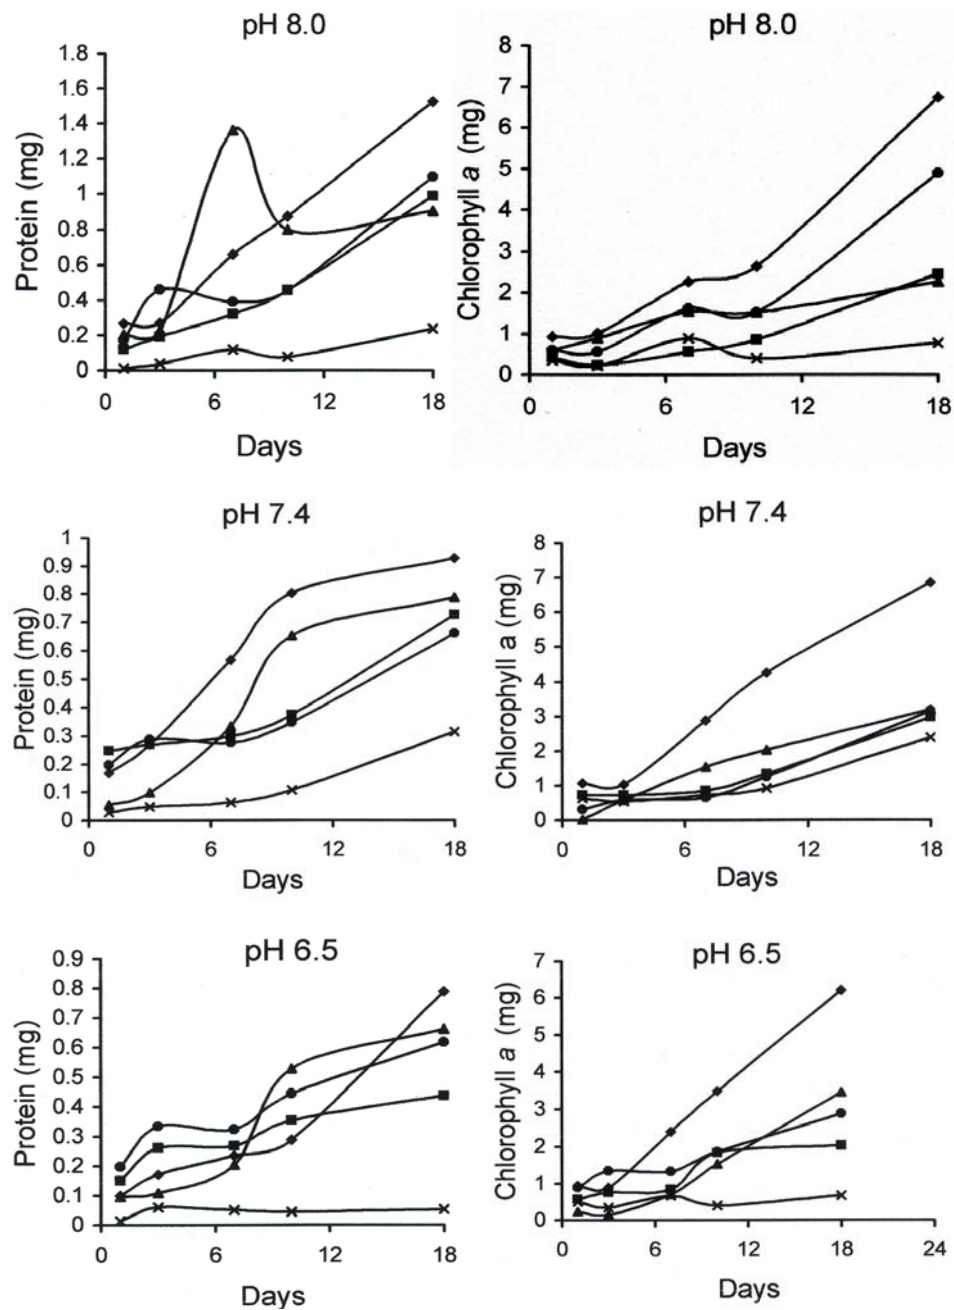 pH 8.0
Protein (mg)
1.8
1.6
1.4
1.2
1
0.8
0.6
0.4
0.2
0
0 6 12 18
Days
pH 8.0
Chlorophyll a (mg)
8
7
6
5
4
3
2
1
0
0 6 12 18
Days
pH 7.4
Protein (mg)
1
0.9
0.8
0.7
0.6
0.5
0.4
0.3
0.2
0.1
0
0 6 12 18
Days
pH 7.4
Chlorophyll a (mg)
8
7
6
5
4
3
2
1
0
0 6 12 18
Days
pH 6.5
Protein (mg)
0.9
0.8
0.7
0.6
0.5
0.4
0.3
0.2
0.1
0
0 6 12 18
Days
pH 6.5
Chlorophyll a (mg)
7
6
5
4
3
2
1
0
0 6 12 18 24
Days